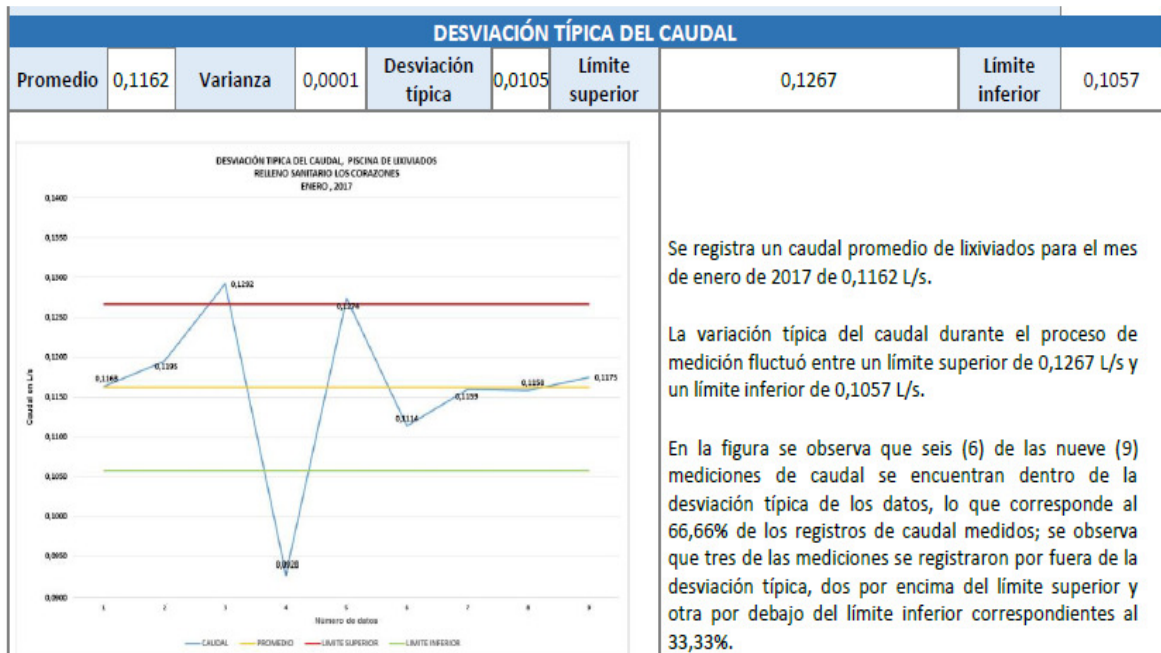 DESVIACIÓN TÍPICA DEL CAUDAL
Promedio 0,1162 Varianza 0,0001 Desviación típica 0,0105 Límite superior 0,1267 Límite inferior 0,1057
DESVIACIÓN TIPICA DEL CAUDAL, PISCINA DE LIXIVIADOS
RELLENO SANITARIO LOS CORAZONES
ENERO , 2017
Caudal en L/s
0,1400
0,1350
0,1300
0,1250
0,1200
0,1150
0,1100
0,1050
0,1000
0,0950
0,0900
0,1292
0,1274
0,1195
0,1114
0,1159
0,1175
1 2 3 4 5 6 7 8 9
Número de datos
CAUDAL PROMEDIO LIMITE SUPERIOR LIMITE INFERIOR
Se registra un caudal promedio de lixiviados para el mes
de enero de 2017 de 0,1162 L/s.
La variación típica del caudal durante el proceso de
medición fluctuó entre un límite superior de 0,1267 L/s y
un límite inferior de 0,1057 L/s.
En la figura se observa que seis (6) de las nueve (9)
mediciones de caudal se encuentran dentro de la
desviación típica de los datos, lo que corresponde al
66,66% de los registros de caudal medidos; se observa
que tres de las mediciones se registraron por fuera de la
desviación típica, dos por encima del límite superior y
otra por debajo del límite inferior correspondientes al
33,33%.